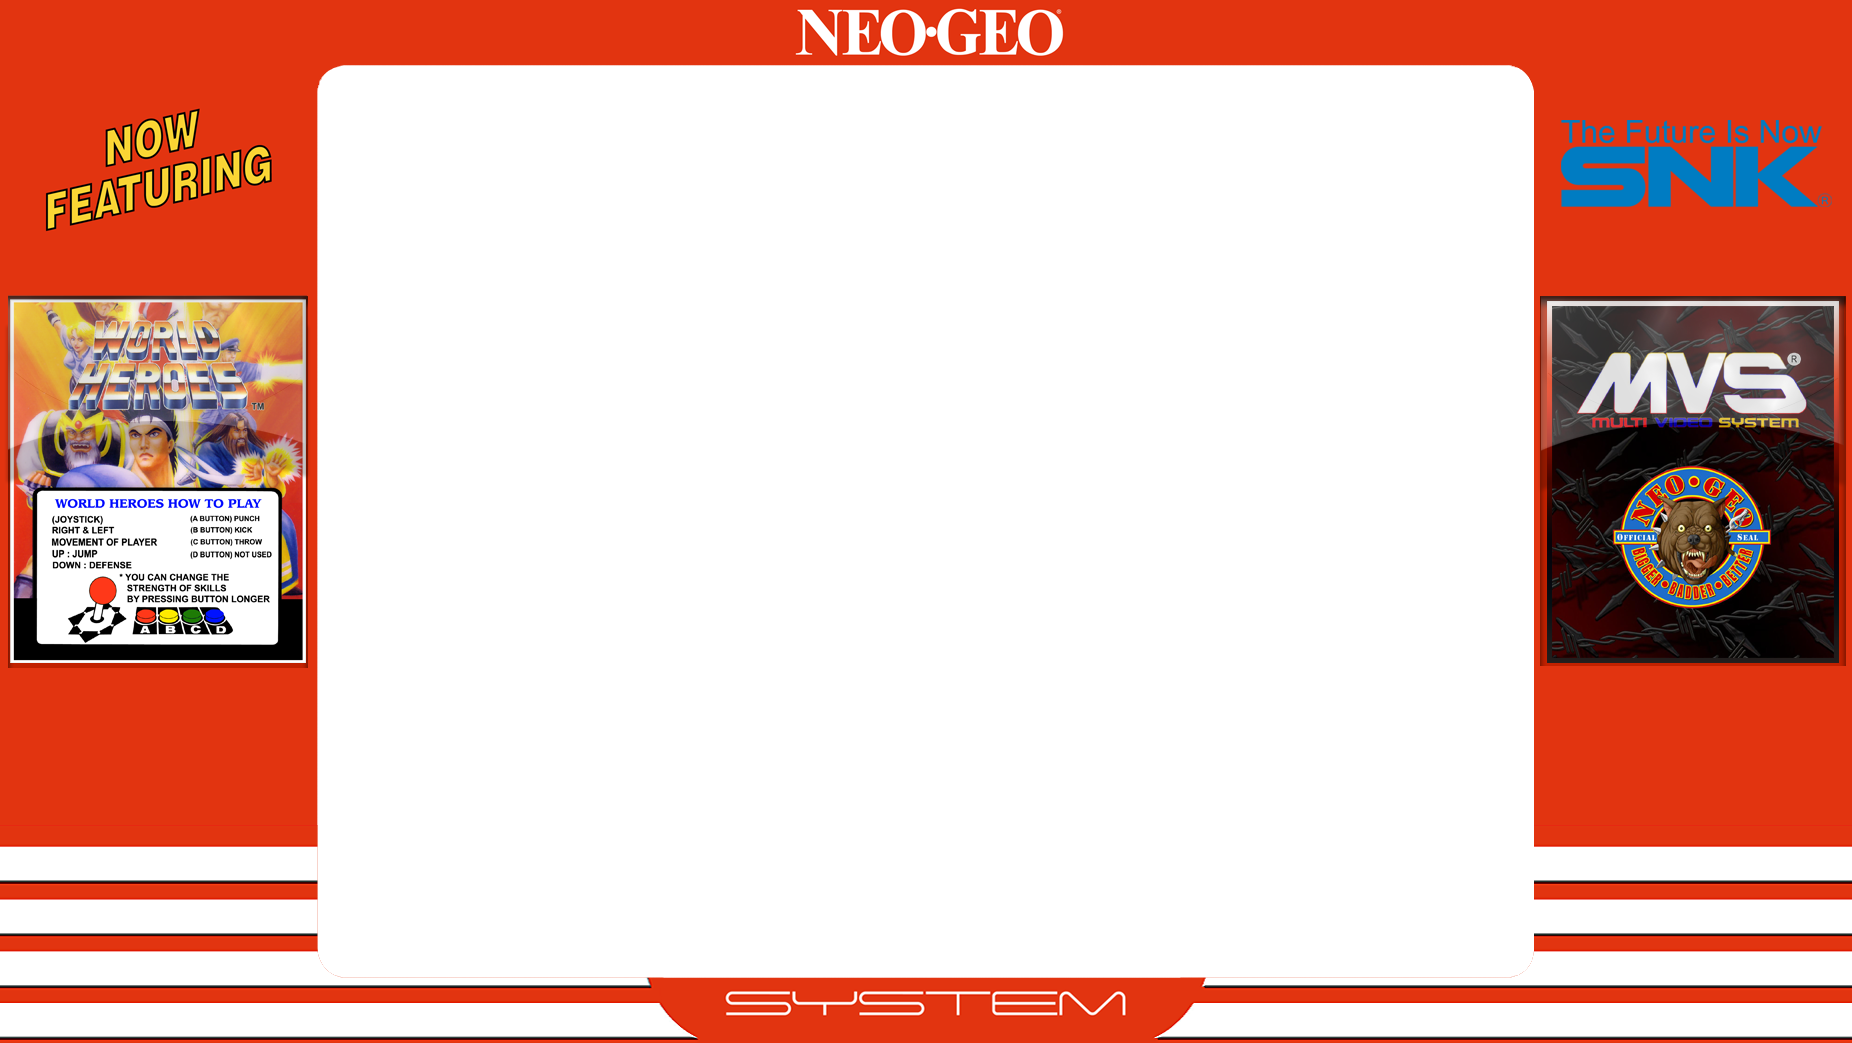 NEO•GEO®
NOW
FEATURING
The Future Is Now
SNK®
WORLD
HEROES
TM
WORLD HEROES HOW TO PLAY
(JOYSTICK)
RIGHT & LEFT
MOVEMENT OF PLAYER
UP : JUMP
DOWN : DEFENSE
(A BUTTON) PUNCH
(B BUTTON) KICK
(C BUTTON) THROW
(D BUTTON) NOT USED
* YOU CAN CHANGE THE
STRENGTH OF SKILLS
BY PRESSING BUTTON LONGER
A B C D
MVS®
MULTI VIDEO SYSTEM
NEO•GEO
OFFICIAL SEAL
BIGGER•BADDER•BETTER
SYSTEM